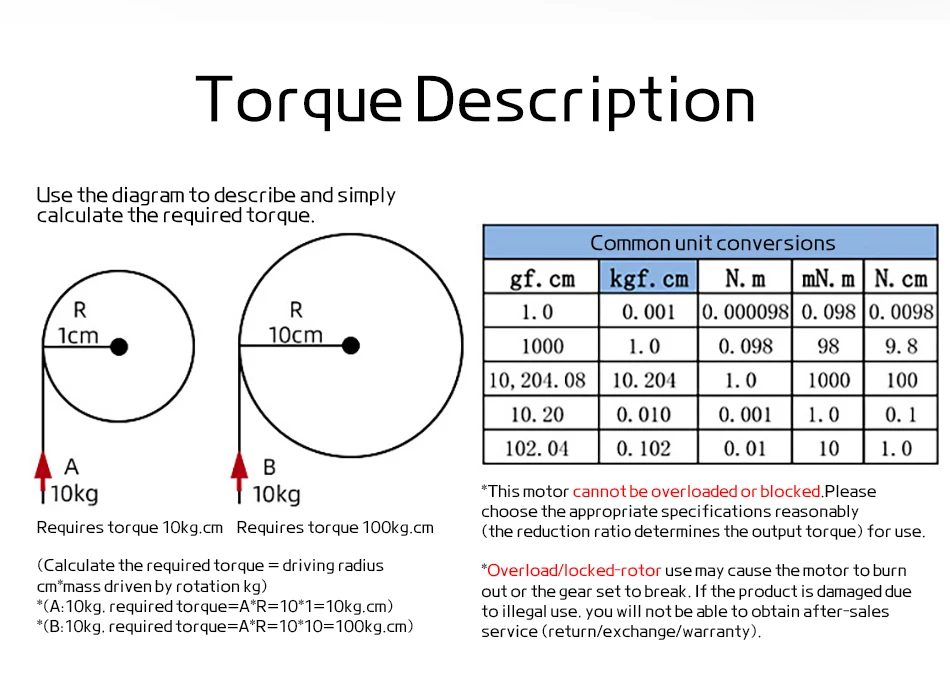 Torque Description
Use the diagram to describe and simply
calculate the required torque.
R
1cm
A
10kg
R
10cm
B
10kg
Requires torque 10kg.cm Requires torque 100kg.cm
(Calculate the required torque = driving radius
cm*mass driven by rotation kg)
*(A:10kg, required torque=A*R=10*1=10kg.cm)
*(B:10kg, required torque=A*R=10*10=100kg.cm)
Common unit conversions
gf.cm kgf.cm N.m mN.m N.cm
1.0 0.001 0.000098 0.098 0.0098
1000 1.0 0.098 98 9.8
10,204.08 10.204 1.0 1000 100
10.20 0.010 0.001 1.0 0.1
102.04 0.102 0.01 10 1.0
*This motor cannot be overloaded or blocked.Please
choose the appropriate specifications reasonably
(the reduction ratio determines the output torque) for use.
*Overload/locked-rotor use may cause the motor to burn
out or the gear set to break. If the product is damaged due
to illegal use, you will not be able to obtain after-sales
service (return/exchange/warranty).